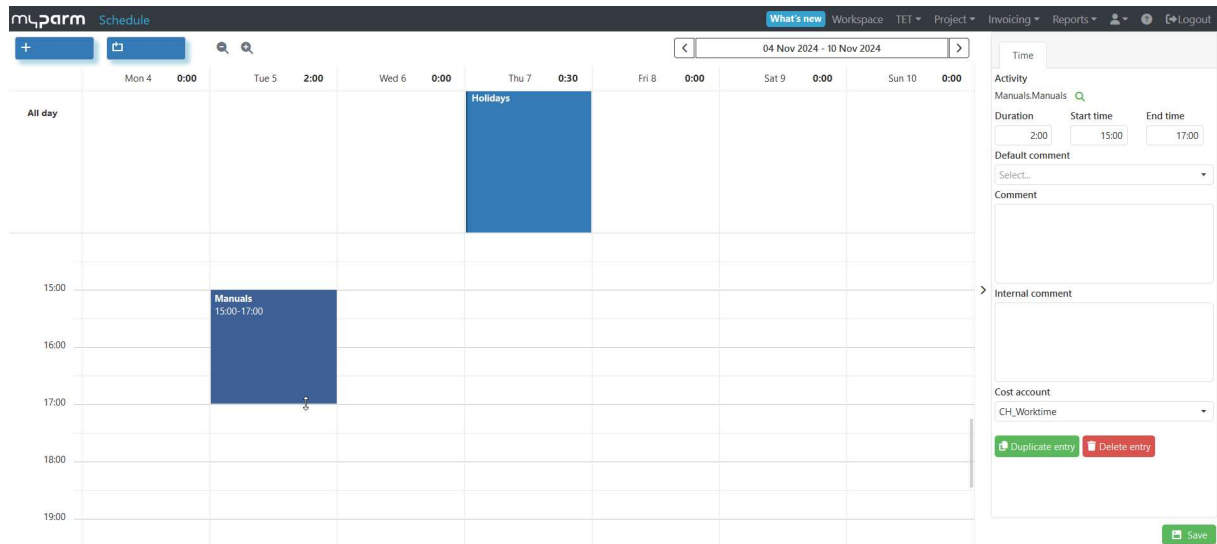 myparm Schedule What's new Workspace TET Project Invoicing Reports Logout
04 Nov 2024 - 10 Nov 2024
Mon 4 0:00 Tue 5 2:00 Wed 6 0:00 Thu 7 0:30 Fri 8 0:00 Sat 9 0:00 Sun 10 0:00
All day
Holidays
15:00
Manuals
15:00-17:00
16:00
17:00
18:00
19:00
Time
Activity
Manuals.Manuals
Duration Start time End time
2:00 15:00 17:00
Default comment
Select...
Comment
Internal comment
Cost account
CH_Worktime
Duplicate entry Delete entry
Save